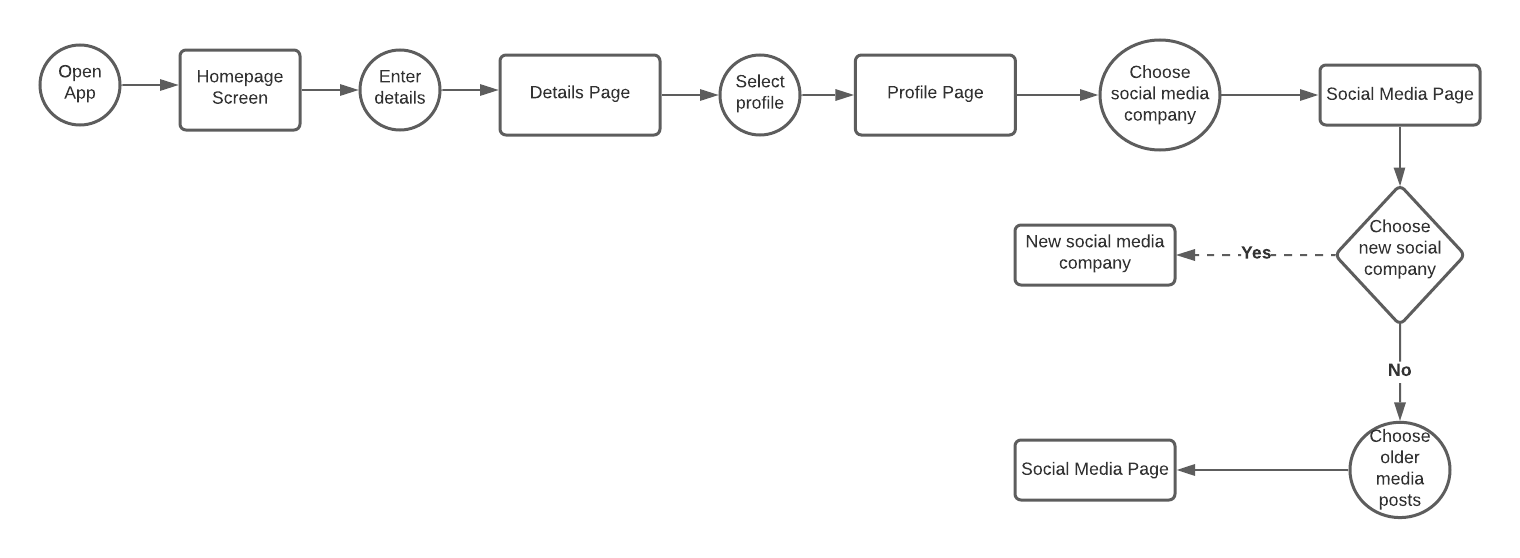 Open
App
Homepage
Screen
Enter
details
Details Page
Select
profile
Profile Page
Choose
social media
company
Social Media Page
Choose
new social
company
Yes
New social media
company
No
Choose
older
media
posts
Social Media Page